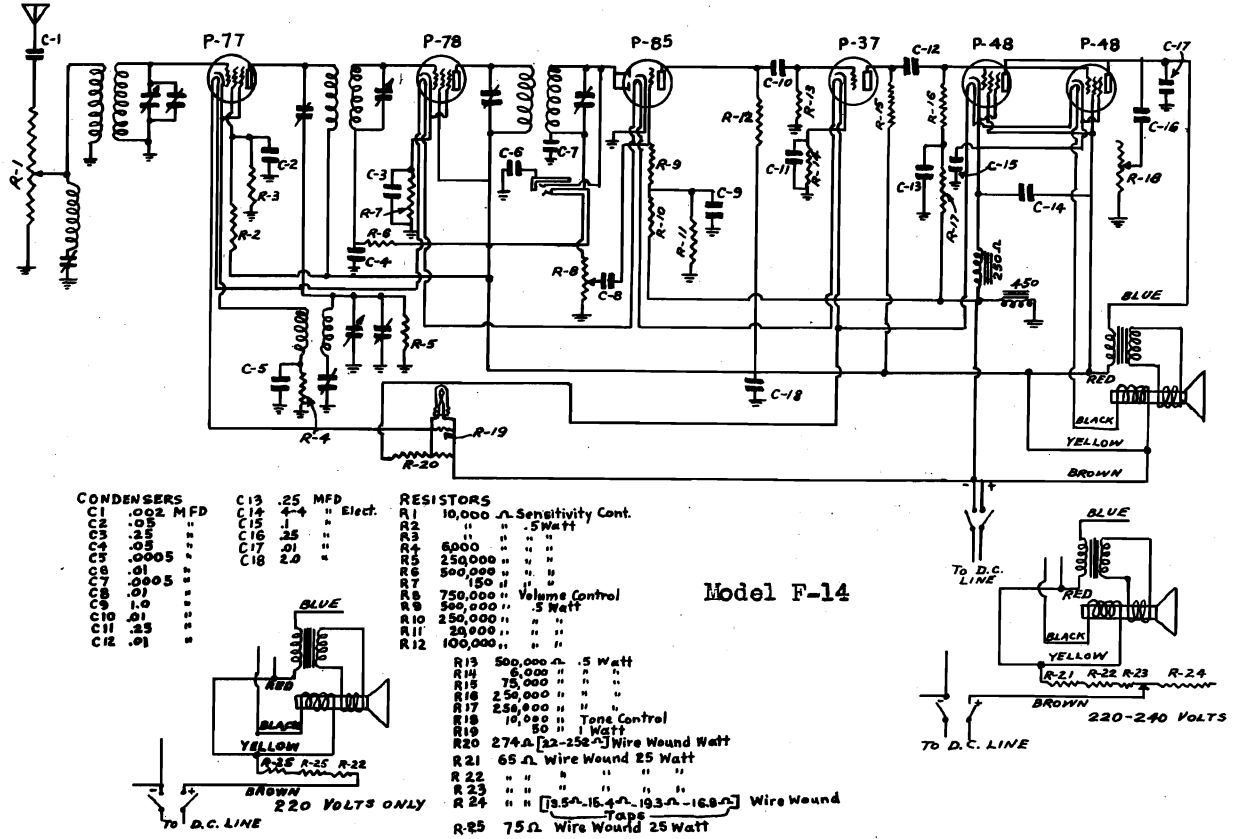 P-77
P-78
P-85
P-37
P-48
P-48
C-1
C-12
C-17
C-10
R-13
R-12
R-15
R-16
C-16
R-1
C-2
R-3
C-3
R-7
C-6
C-7
R-9
C-9
C-11
R-14
C-13
C-15
R-18
R-2
R-6
C-4
R-10
R-11
R-17
C-14
R-8
C-8
250Ω
450
BLUE
C-5
R-5
R-4
C-18
RED
R-19
R-20
BLACK
YELLOW
BROWN
- +
TO D.C. LINE
CONDENSERS
C1 .002 MFD
C2 .05 "
C3 .25 "
C4 .05 "
C5 .0005 "
C6 .01 "
C7 .0005 "
C8 .01 "
C9 1.0 "
C10 .01 "
C11 .25 "
C12 .01 "
C13 .25 MFD
C14 4-4 " Elect.
C15 .1 "
C16 .25 "
C17 .01 "
C18 2.0 "
RESISTORS
R1 10,000 Ω Sensitivity Cont.
R2 " " .5 Watt
R3 " " " "
R4 6,000 " " "
R5 250,000 " " "
R6 500,000 " " "
R7 150 " " "
R8 750,000 " Volume Control
R9 500,000 " .5 Watt
R10 250,000 " " "
R11 20,000 " " "
R12 100,000 " " "
R13 500,000 Ω .5 Watt
R14 6,000 " " "
R15 75,000 " " "
R16 250,000 " " "
R17 250,000 " " "
R18 10,000 " Tone Control
R19 50 " 1 Watt
R20 274Ω [22-252Ω] Wire Wound Watt
R21 65 Ω Wire Wound 25 Watt
R22 " " " " " "
R23 " " " " " "
R24 " " [13.5Ω-15.4Ω-19.3Ω-16.8Ω] Wire Wound
Taps
R-25 75Ω Wire Wound 25 Watt
Model F-14
BLUE
RED
BLACK
YELLOW
R-25 R-25 R-22
BROWN
- +
220 VOLTS ONLY
TO D.C. LINE
BLUE
RED
BLACK
YELLOW
R-21 R-22 R-23 R-24
BROWN
- +
220-240 VOLTS
TO D.C. LINE